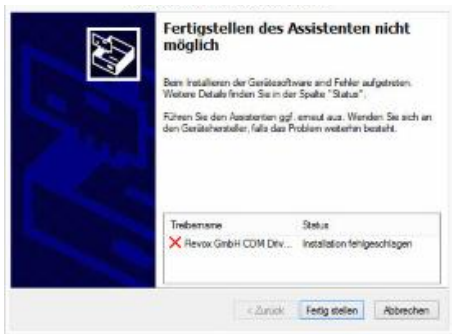 Fertigstellen des Assistenten nicht
möglich
Beim Installieren der Gerätesoftware sind Fehler aufgetreten.
Weitere Details finden Sie in der Spalte "Status".
Führen Sie den Assistenten ggf. erneut aus. Wenden Sie sich an
den Gerätehersteller, falls das Problem weiterhin besteht.
Treibername Status
Revox GmbH COM Driv... Installation fehlgeschlagen
< Zurück Fertig stellen Abbrechen